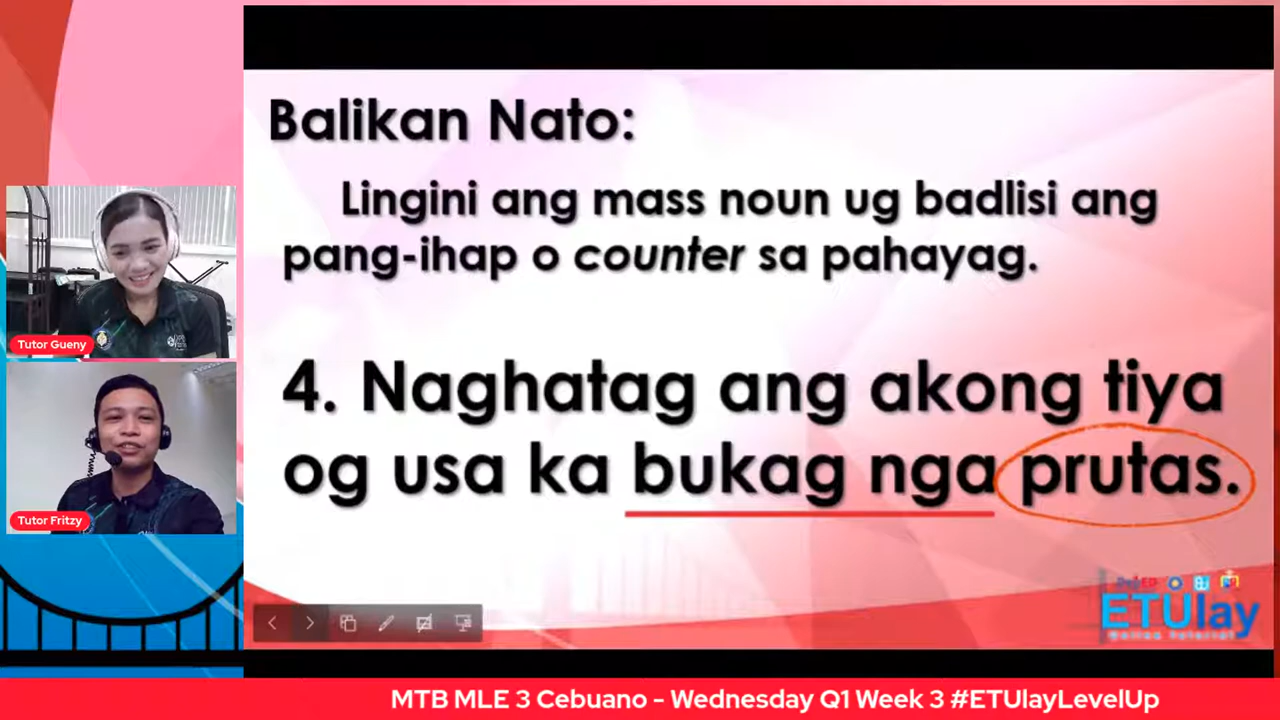 Balikan Nato:
Lingini ang mass noun ug badlisi ang
pang-ihap o counter sa pahayag.
4. Naghatag ang akong tiya
og usa ka bukag nga prutas.
Tutor Gueny
Tutor Fritzy
ETUlay
MTB MLE 3 Cebuano - Wednesday Q1 Week 3 #ETUlayLevelUp